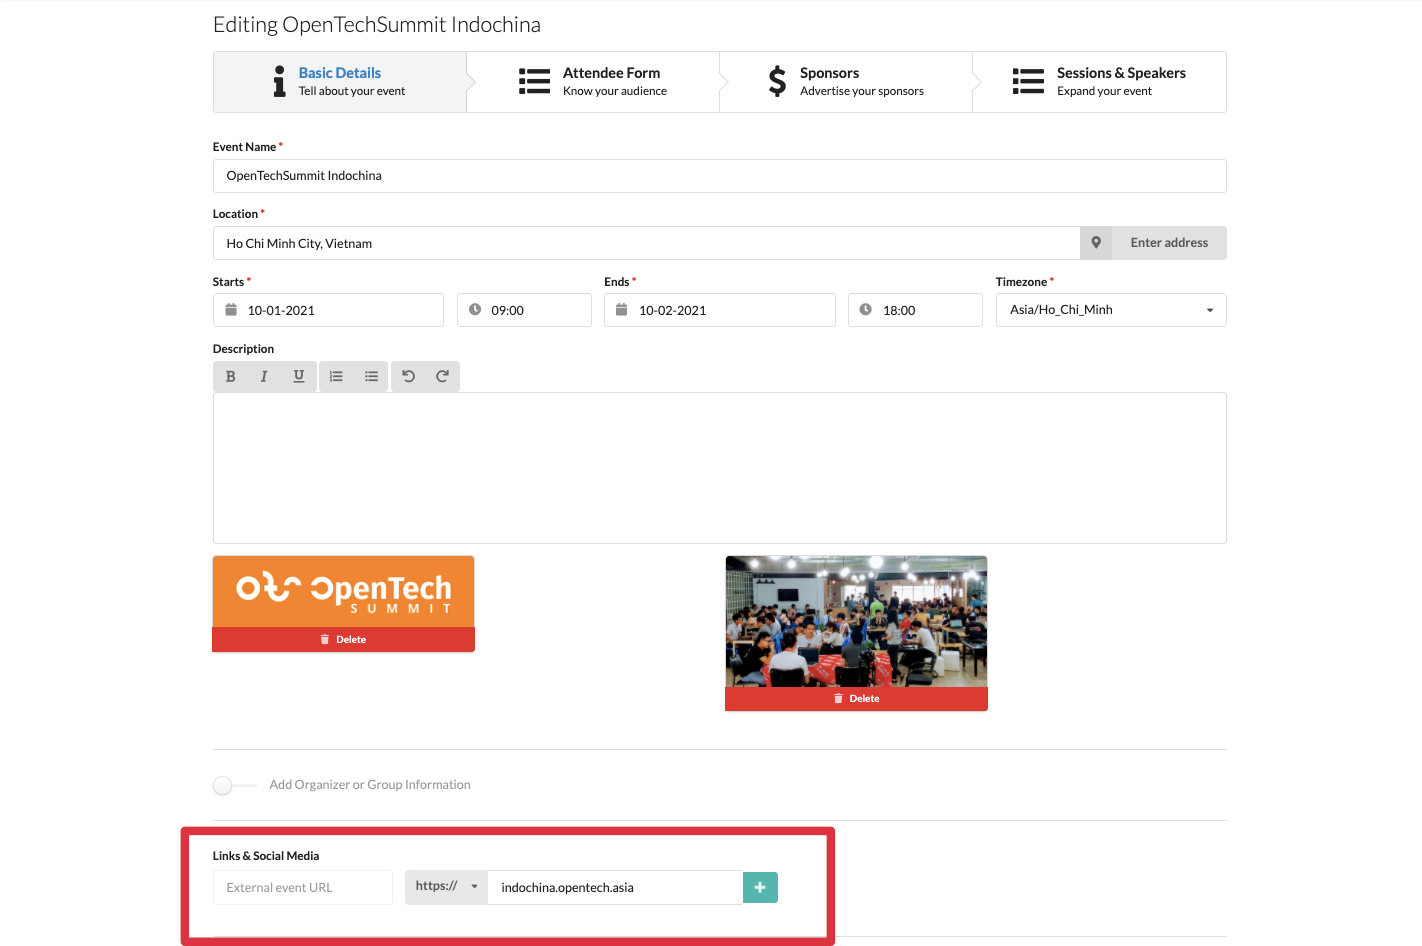 Editing OpenTechSummit Indochina
Basic Details
Tell about your event
Attendee Form
Know your audience
Sponsors
Advertise your sponsors
Sessions & Speakers
Expand your event
Event Name *
OpenTechSummit Indochina
Location *
Ho Chi Minh City, Vietnam
Enter address
Starts * Ends * Timezone *
10-01-2021 09:00 10-02-2021 18:00 Asia/Ho_Chi_Minh
Description
B I U
OpenTech
SUMMIT
Delete
Delete
Add Organizer or Group Information
Links & Social Media
External event URL https:// indochina.opentech.asia +